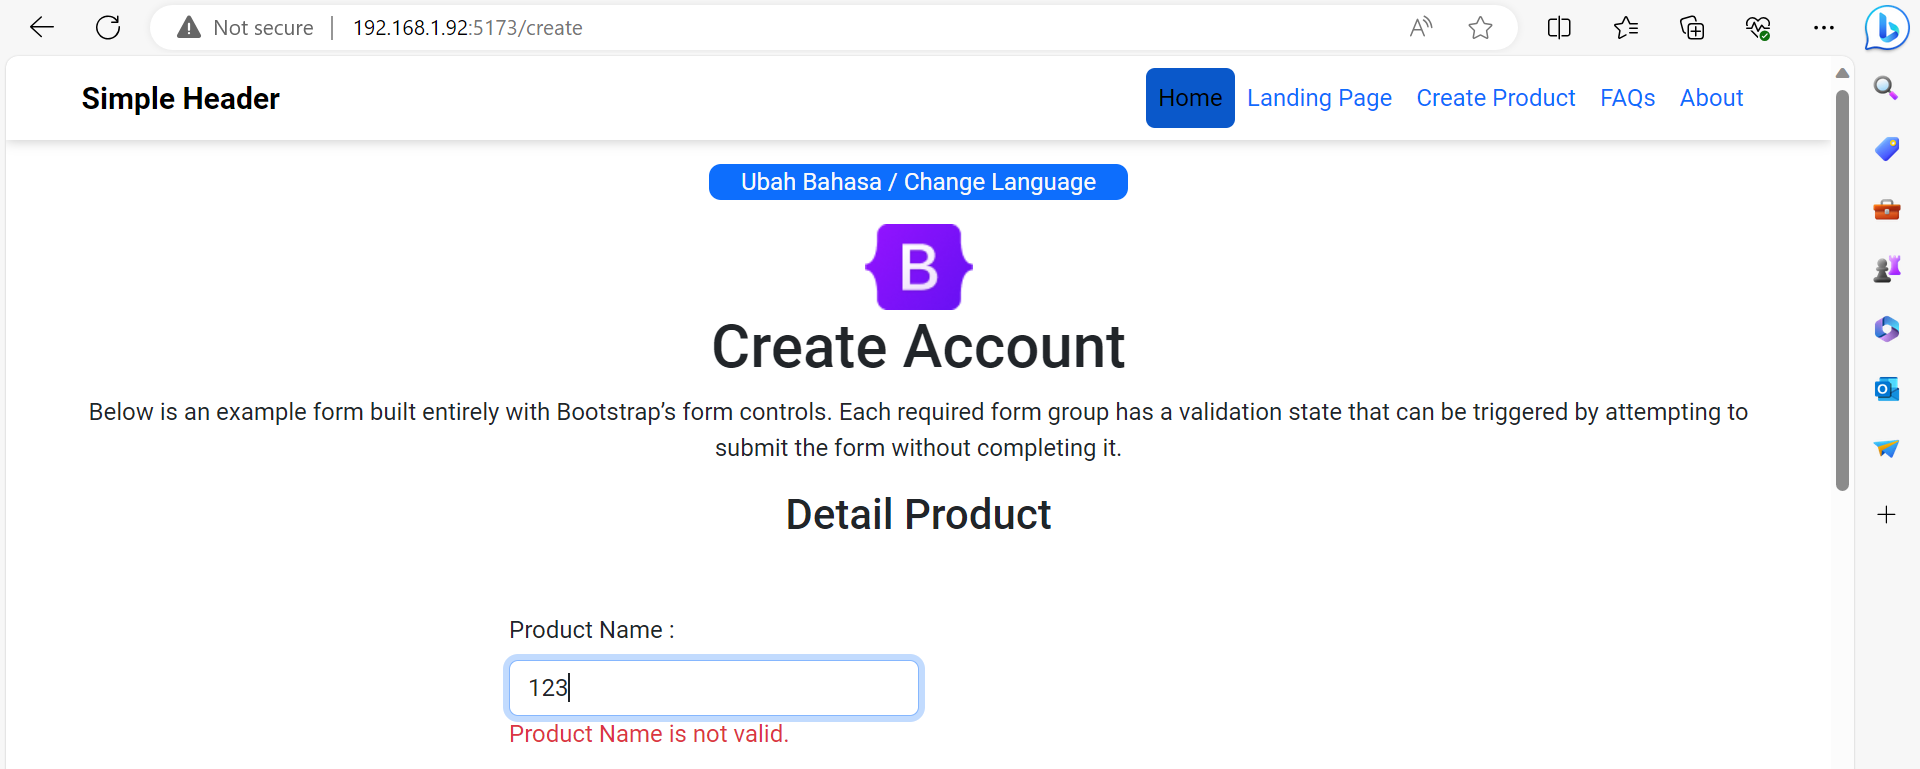 Not secure
192.168.1.92:5173/create
Simple Header
Home
Landing Page
Create Product
FAQs
About
Ubah Bahasa / Change Language
B
Create Account
Below is an example form built entirely with Bootstrap’s form controls. Each required form group has a validation state that can be triggered by attempting to
submit the form without completing it.
Detail Product
Product Name :
123
Product Name is not valid.